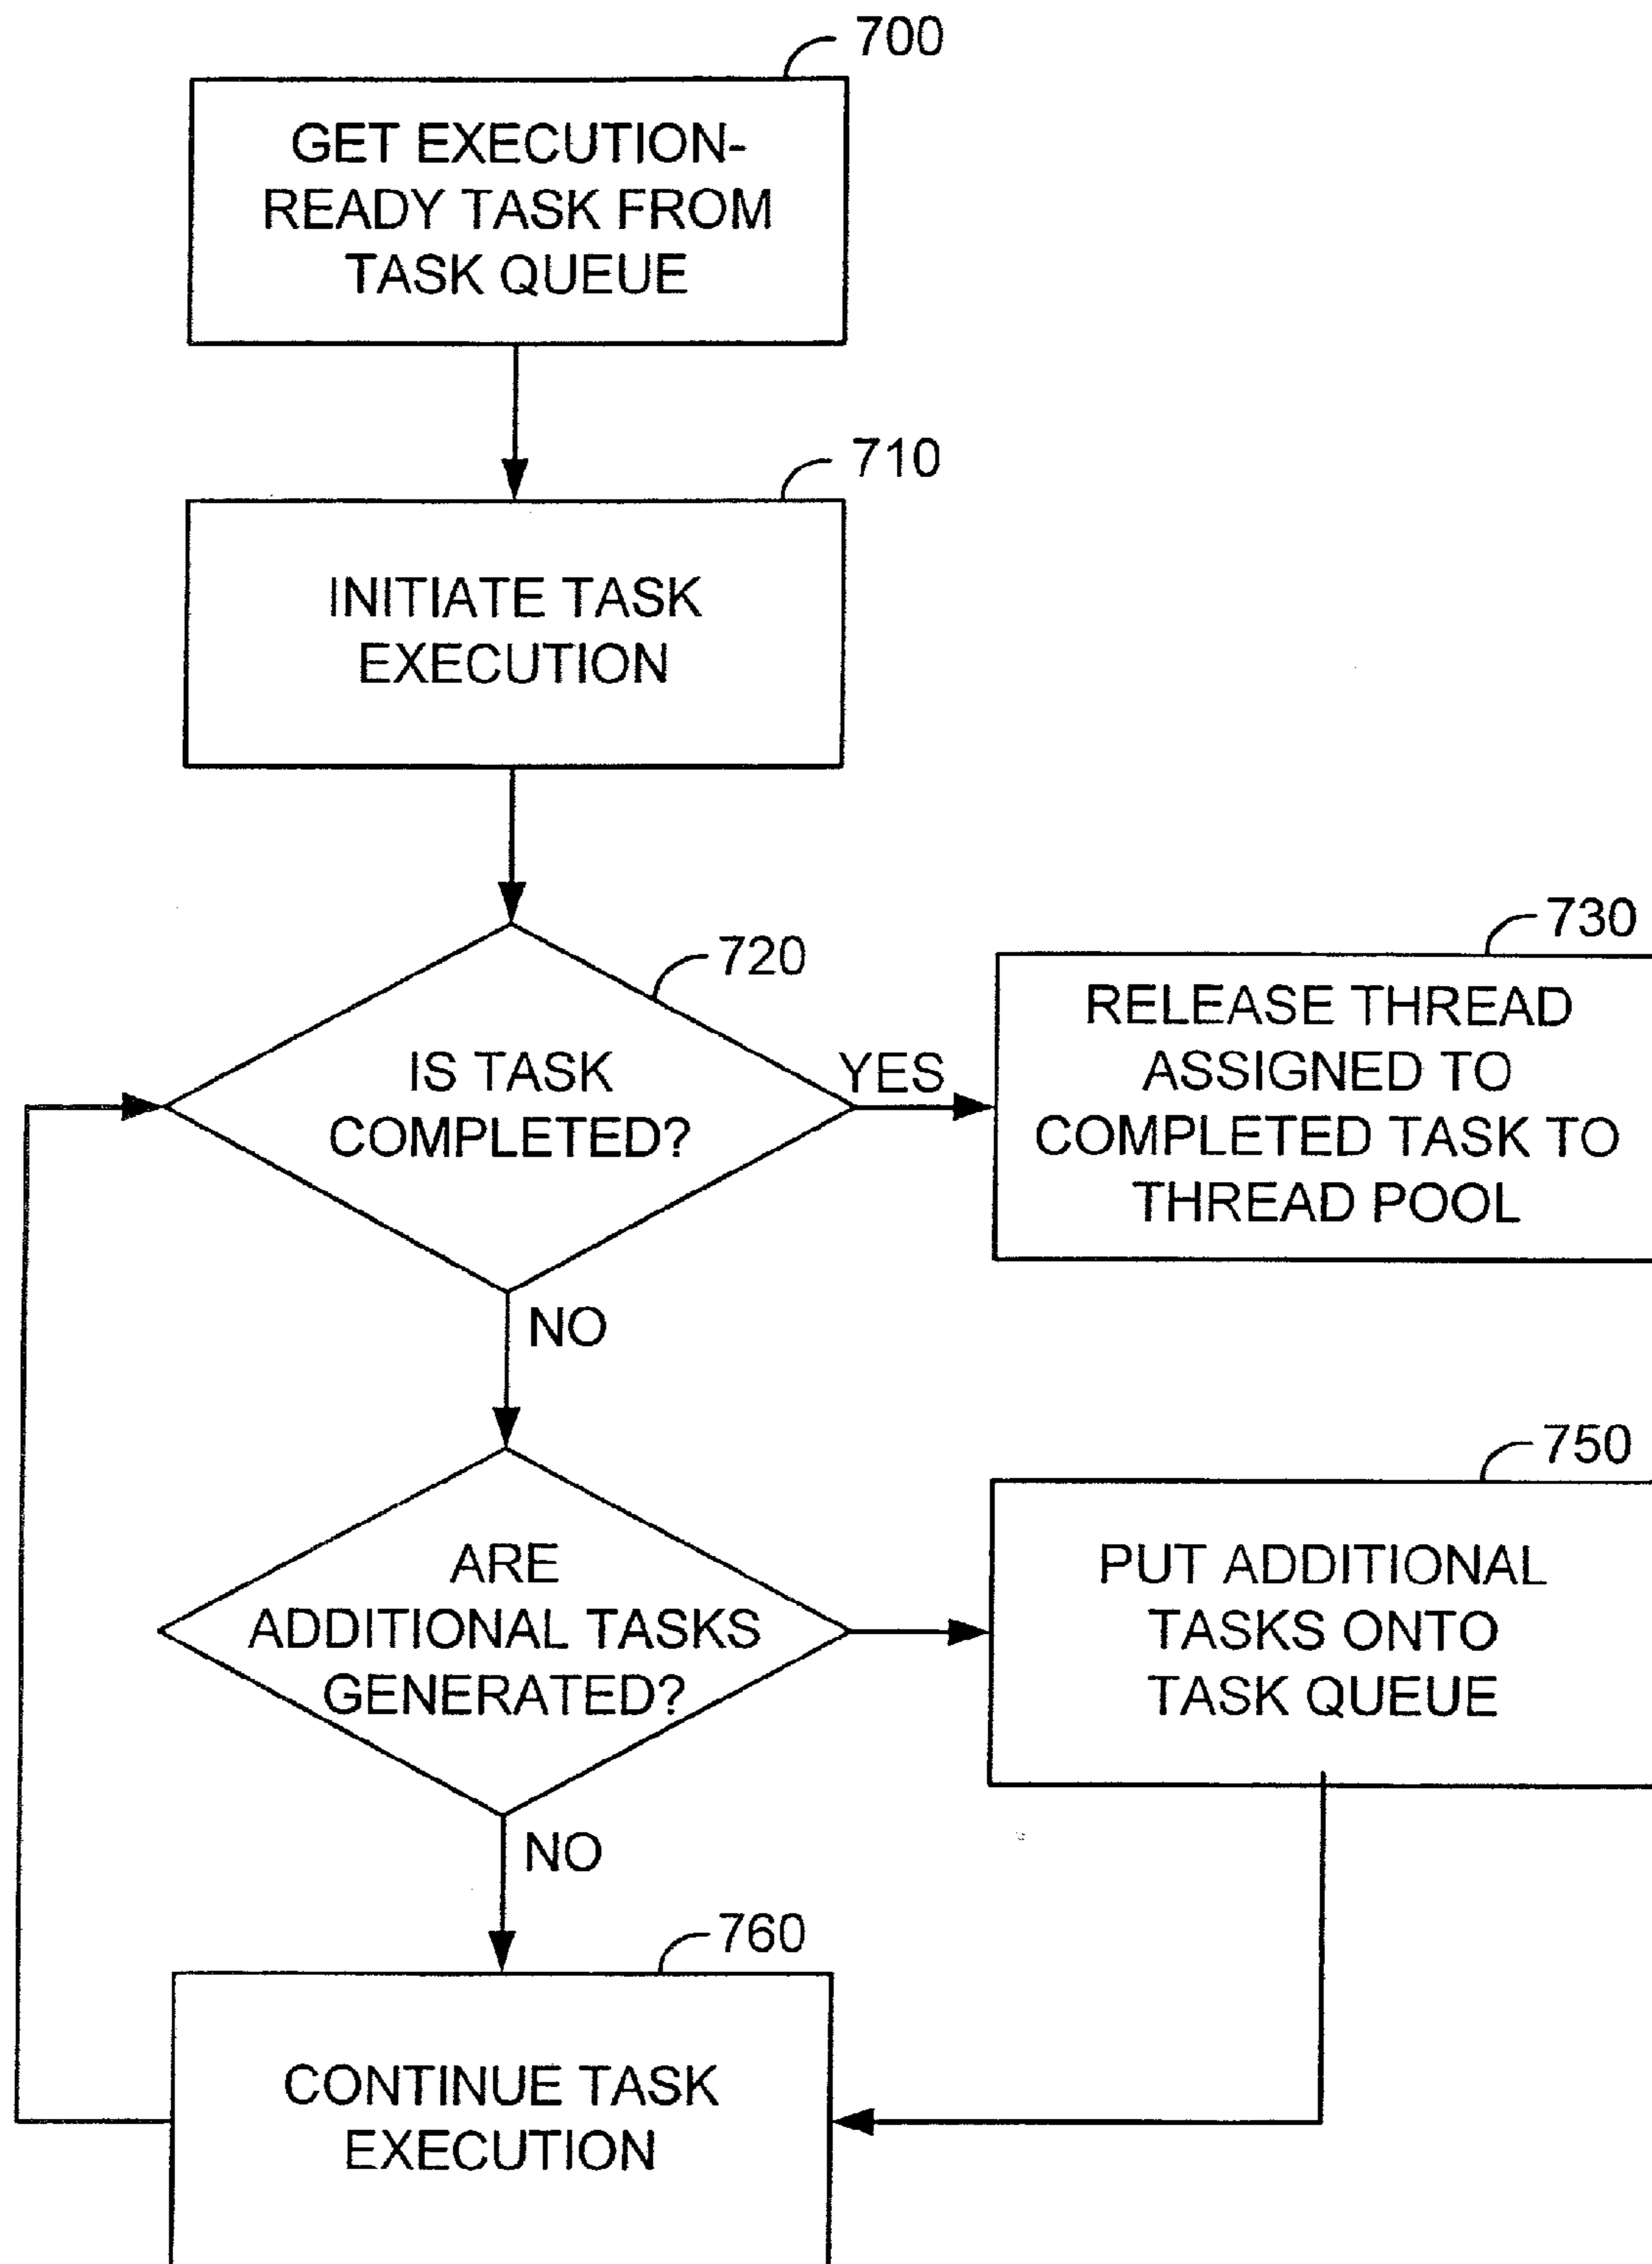 700
GET EXECUTION-
READY TASK FROM
TASK QUEUE
710
INITIATE TASK
EXECUTION
720
IS TASK
COMPLETED?
YES
730
RELEASE THREAD
ASSIGNED TO
COMPLETED TASK TO
THREAD POOL
NO
ARE
ADDITIONAL TASKS
GENERATED?
750
PUT ADDITIONAL
TASKS ONTO
TASK QUEUE
NO
760
CONTINUE TASK
EXECUTION